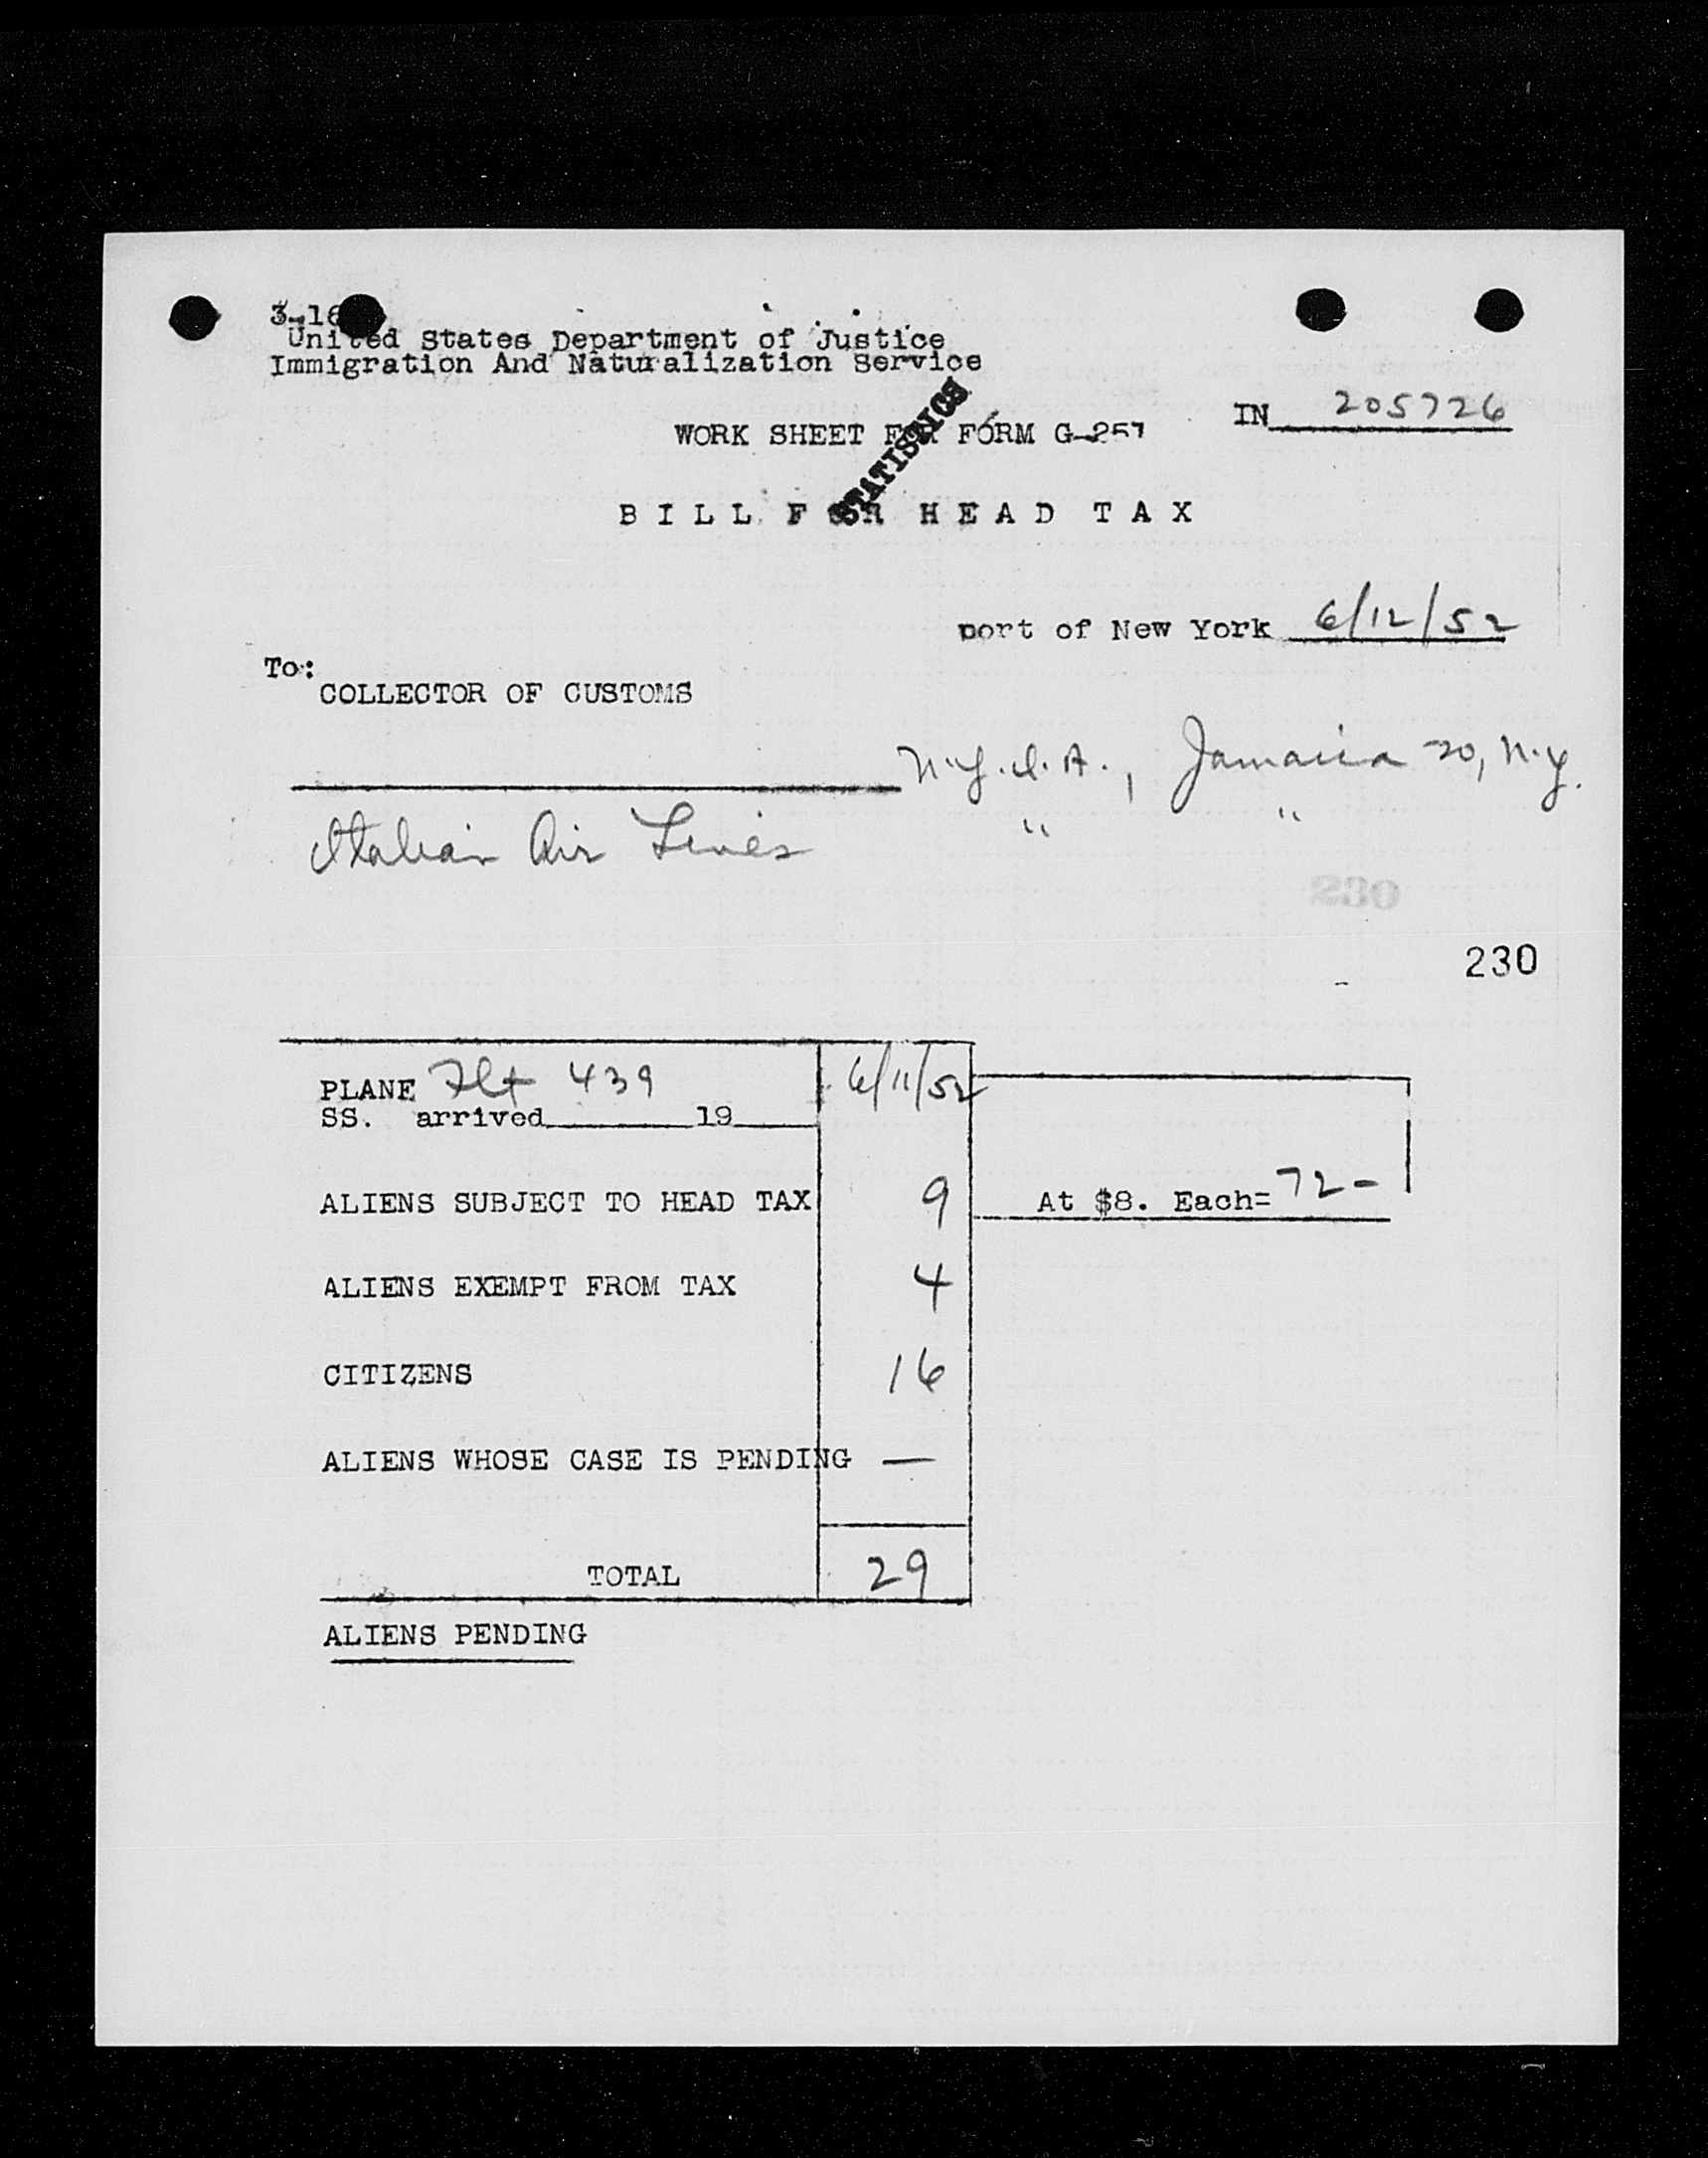 3-16
United States Department of Justice
Immigration And Naturalization Service
STATISTICS
IN 205726
WORK SHEET FOR FORM G-257
BILL FOR HEAD TAX
port of New York 6/12/52
To:
COLLECTOR OF CUSTOMS
N.Y.I.A., Jamaica 20, N.Y.
Italian Air Lines " "
230
230
PLANE Flt 439 6/11/52
SS. arrived 19
ALIENS SUBJECT TO HEAD TAX 9 At $8. Each= 72-
ALIENS EXEMPT FROM TAX 4
CITIZENS 16
ALIENS WHOSE CASE IS PENDING —
TOTAL 29
ALIENS PENDING